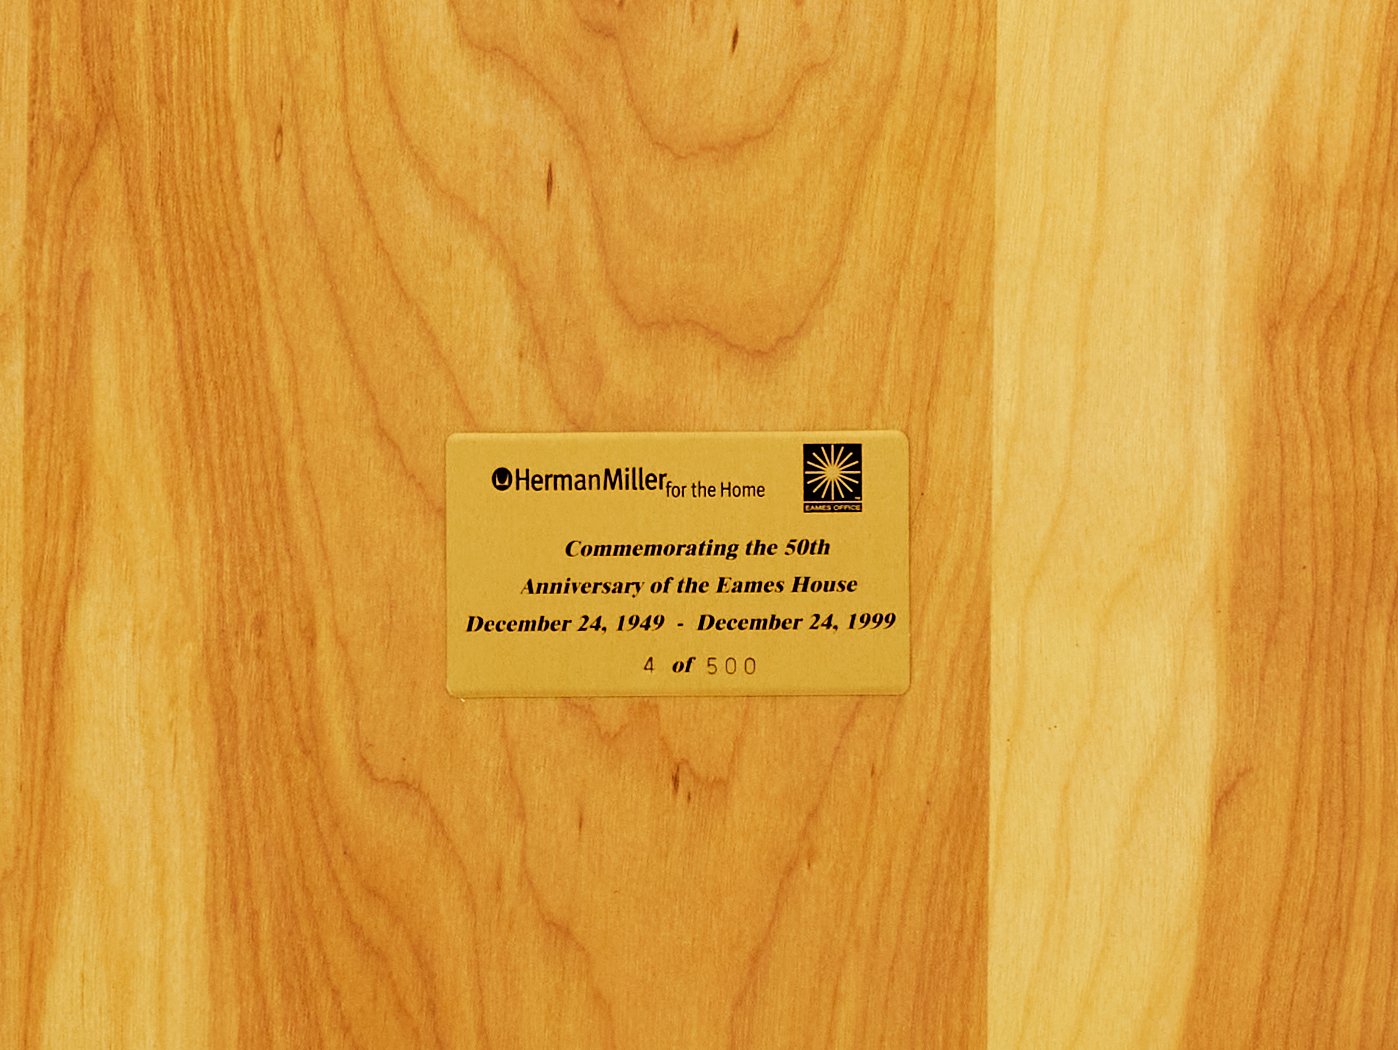 HermanMiller for the Home
EAMES OFFICE
Commemorating the 50th
Anniversary of the Eames House
December 24, 1949 - December 24, 1999
4 of 500